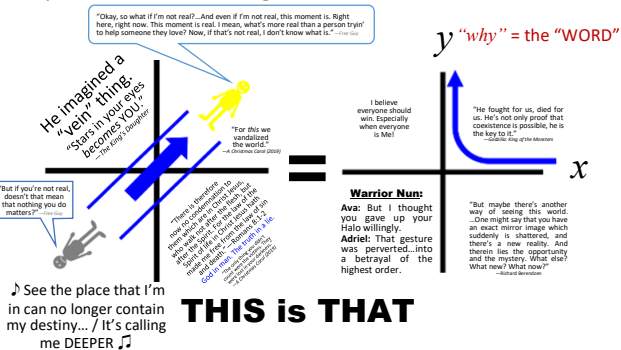 "Okay, so what if I'm not real?...And even if I'm not real, this moment is. Right
here, right now. This moment is real. I mean, what's more real than a person tryin'
to help someone they love? Now, if that's not real, I don't know what is." —Free Guy
y "why" = the "WORD"
He imagined a
"vein" thing.
"Stars in your eyes
becomes YOU."
—The King's Daughter
"For this we
vandalized
the world."
—A Christmas Carol (2019)
"But if you're not real,
doesn't that mean
that nothing you do
matters?" —Free Guy
"There is therefore
now no condemnation to
them which are in Christ Jesus,
who walk not after the flesh, but
after the Spirit. For the law of the
Spirit of life in Christ Jesus hath
made me free from the law of sin
and death." —Romans 8:1-2
God in man. The truth in a lie.
—A Christmas Carol (2019)
♪ See the place that I'm
in can no longer contain
my destiny... / It's calling
me DEEPER ♫
=
THIS is THAT
I believe
everyone should
win. Especially
when everyone
is Me!
"He fought for us, died for
us. He's not only proof that
coexistence is possible, he is
the key to it."
—Godzilla: King of the Monsters
x
Warrior Nun:
Ava: But I thought
you gave up your
Halo willingly.
Adriel: That gesture
was perverted...into
a betrayal of the
highest order.
"But maybe there's another
way of seeing this world.
...One might say that you have
an exact mirror image which
suddenly is shattered, and
there's a new reality. And
therein lies the opportunity
and the mystery. What else?
What new? What now?"
—Richard Berendzen